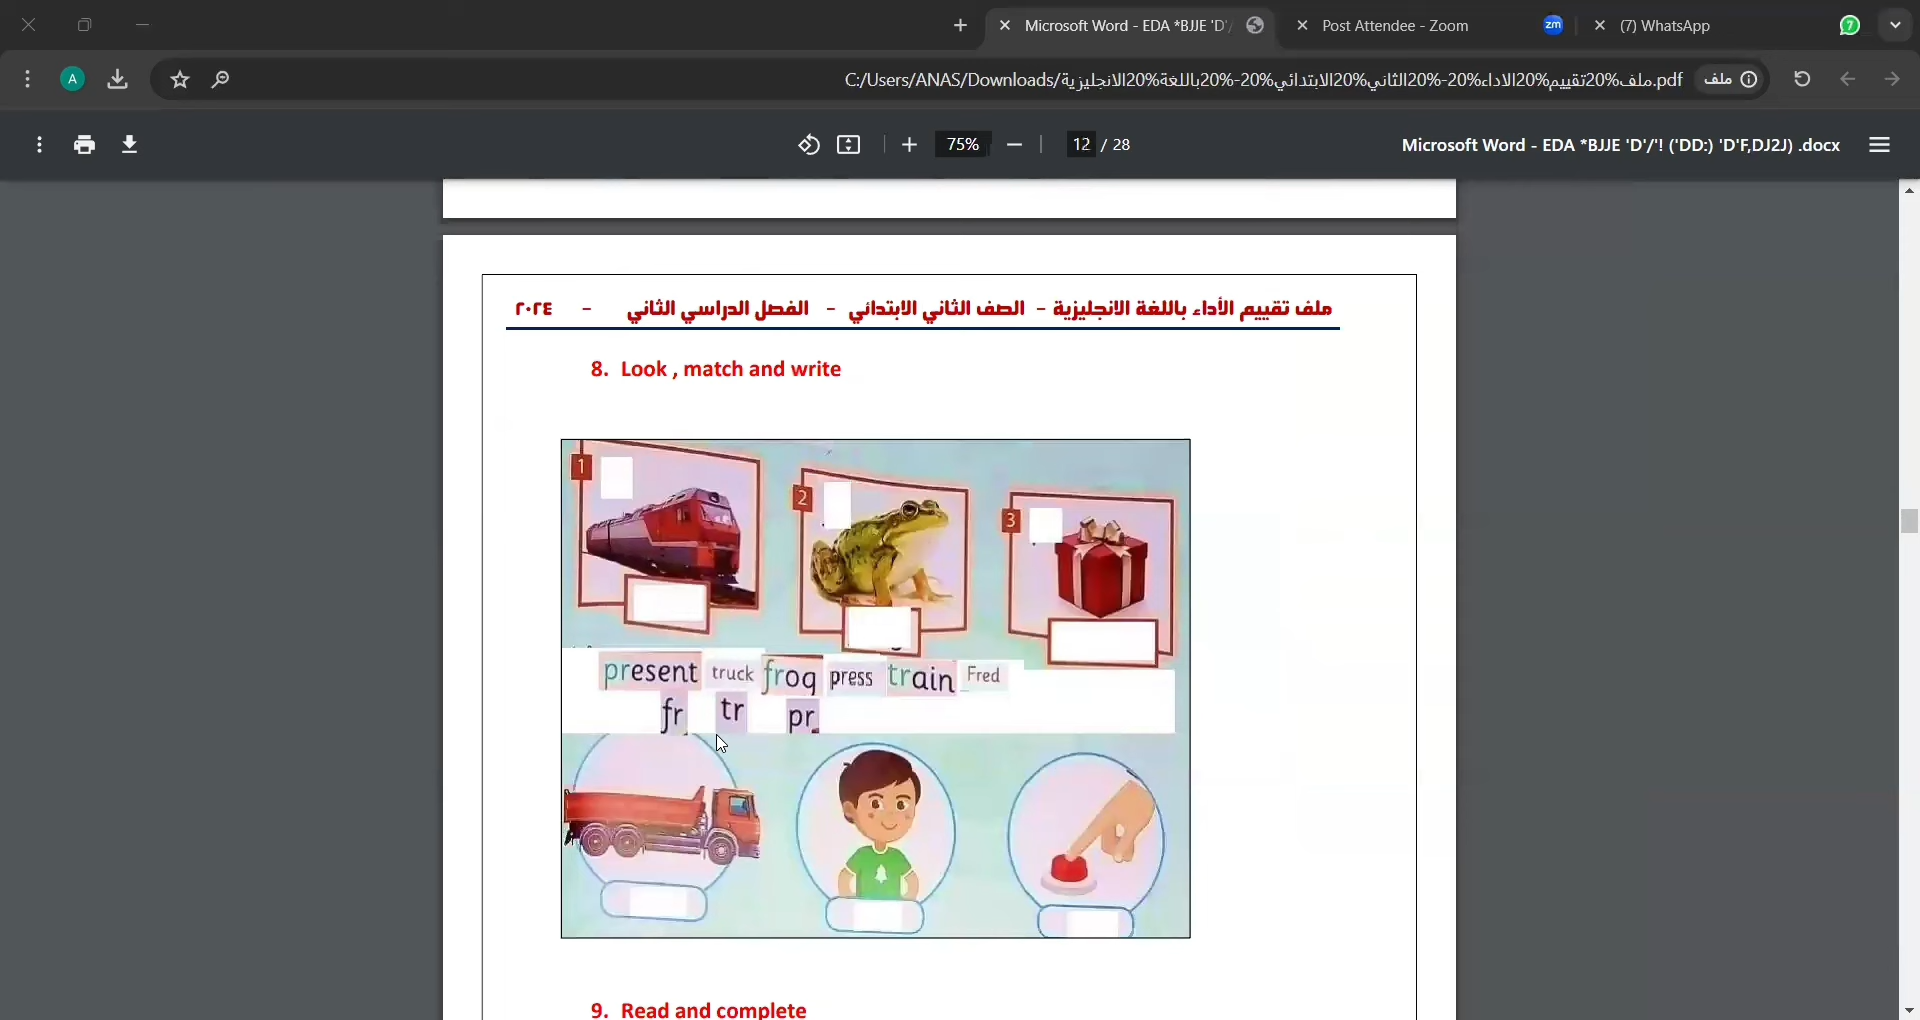 Microsoft Word - EDA *BJJE 'D'/
Post Attendee - Zoom
zm
(7) WhatsApp
7
A
C:/Users/ANAS/Downloads/ملف%20تقييم%20الاداء%20-%20الثاني%20الابتدائي%20-%20باللغة%20الانجليزية.pdf
ملف
75%
12 / 28
Microsoft Word - EDA *BJJE 'D'/'! ('DD:) 'D'F,DJ2J) .docx
ملف تقييم الأداء باللغة الانجليزية – الصف الثاني الابتدائي – الفصل الدراسي الثاني – ٢٠٢٤
8. Look , match and write
1
2
3
present truck frog press train Fred
fr tr pr
9. Read and complete